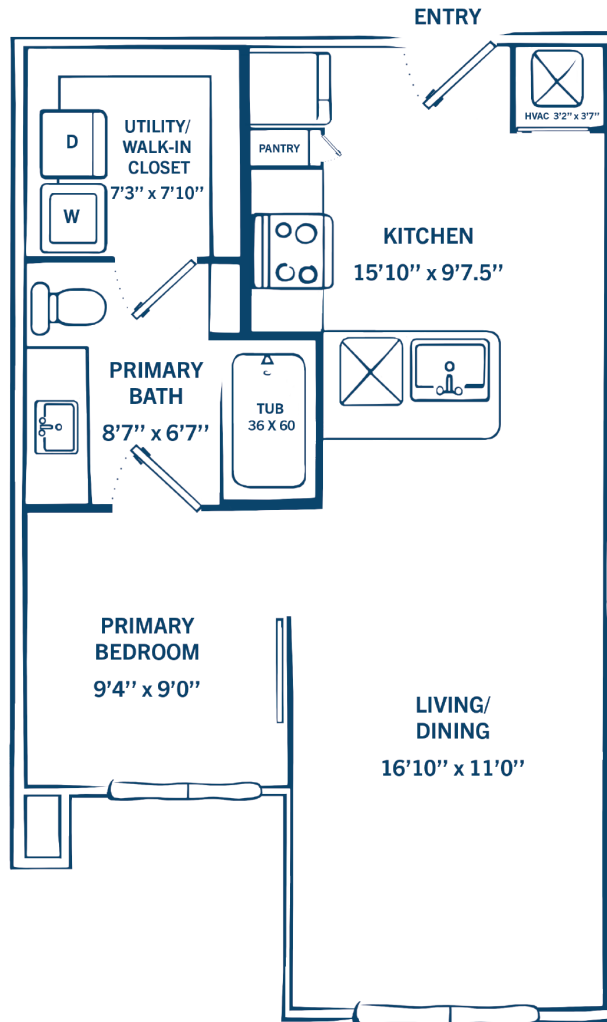 ENTRY
HVAC 3'2" x 3'7"
D
W
UTILITY/
WALK-IN
CLOSET
7'3'' x 7'10''
PANTRY
KITCHEN
15'10'' x 9'7.5''
PRIMARY
BATH
8'7'' x 6'7''
TUB
36 X 60
PRIMARY
BEDROOM
9'4'' x 9'0''
LIVING/
DINING
16'10'' x 11'0''